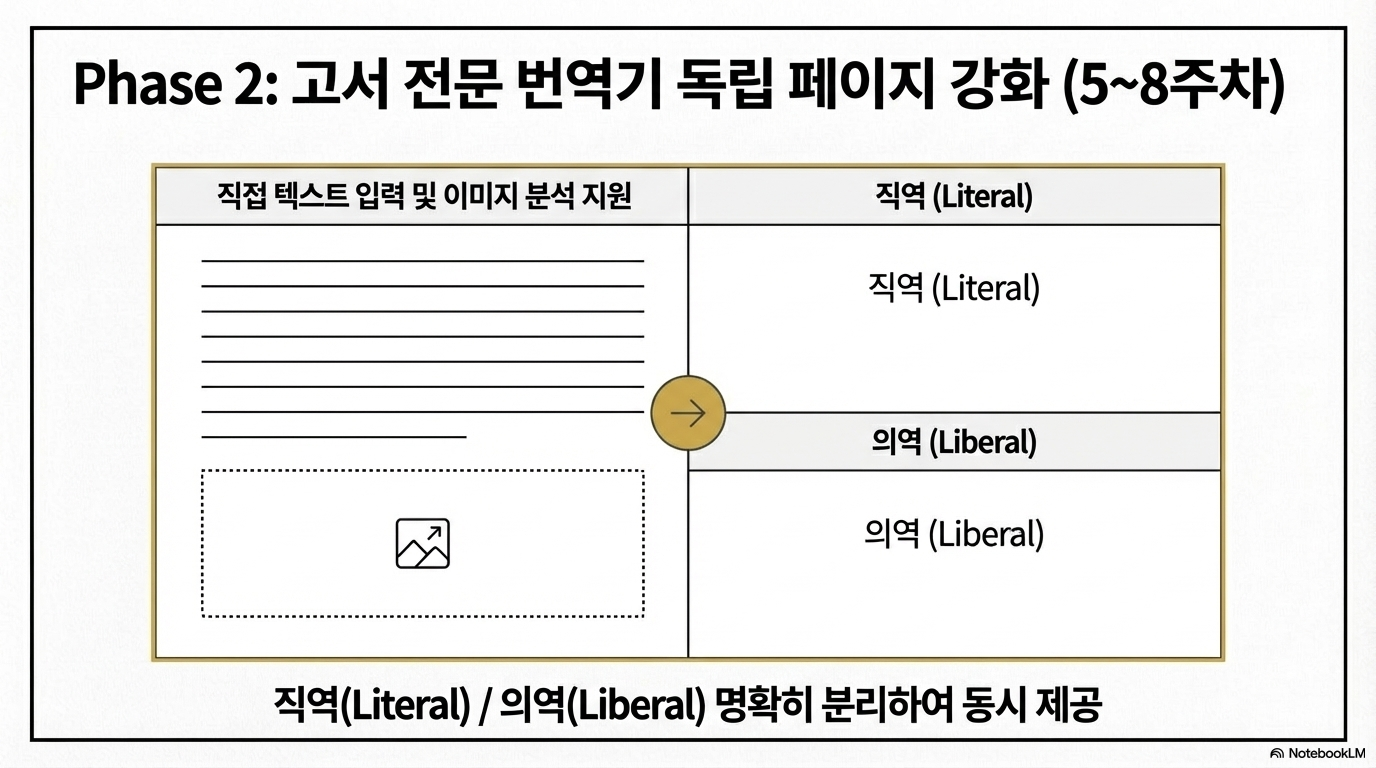 Phase 2: 고서 전문 번역기 독립 페이지 강화 (5~8주차)
직접 텍스트 입력 및 이미지 분석 지원
직역 (Literal)
직역 (Literal)
의역 (Liberal)
의역 (Liberal)
직역(Literal) / 의역(Liberal) 명확히 분리하여 동시 제공
NotebookLM